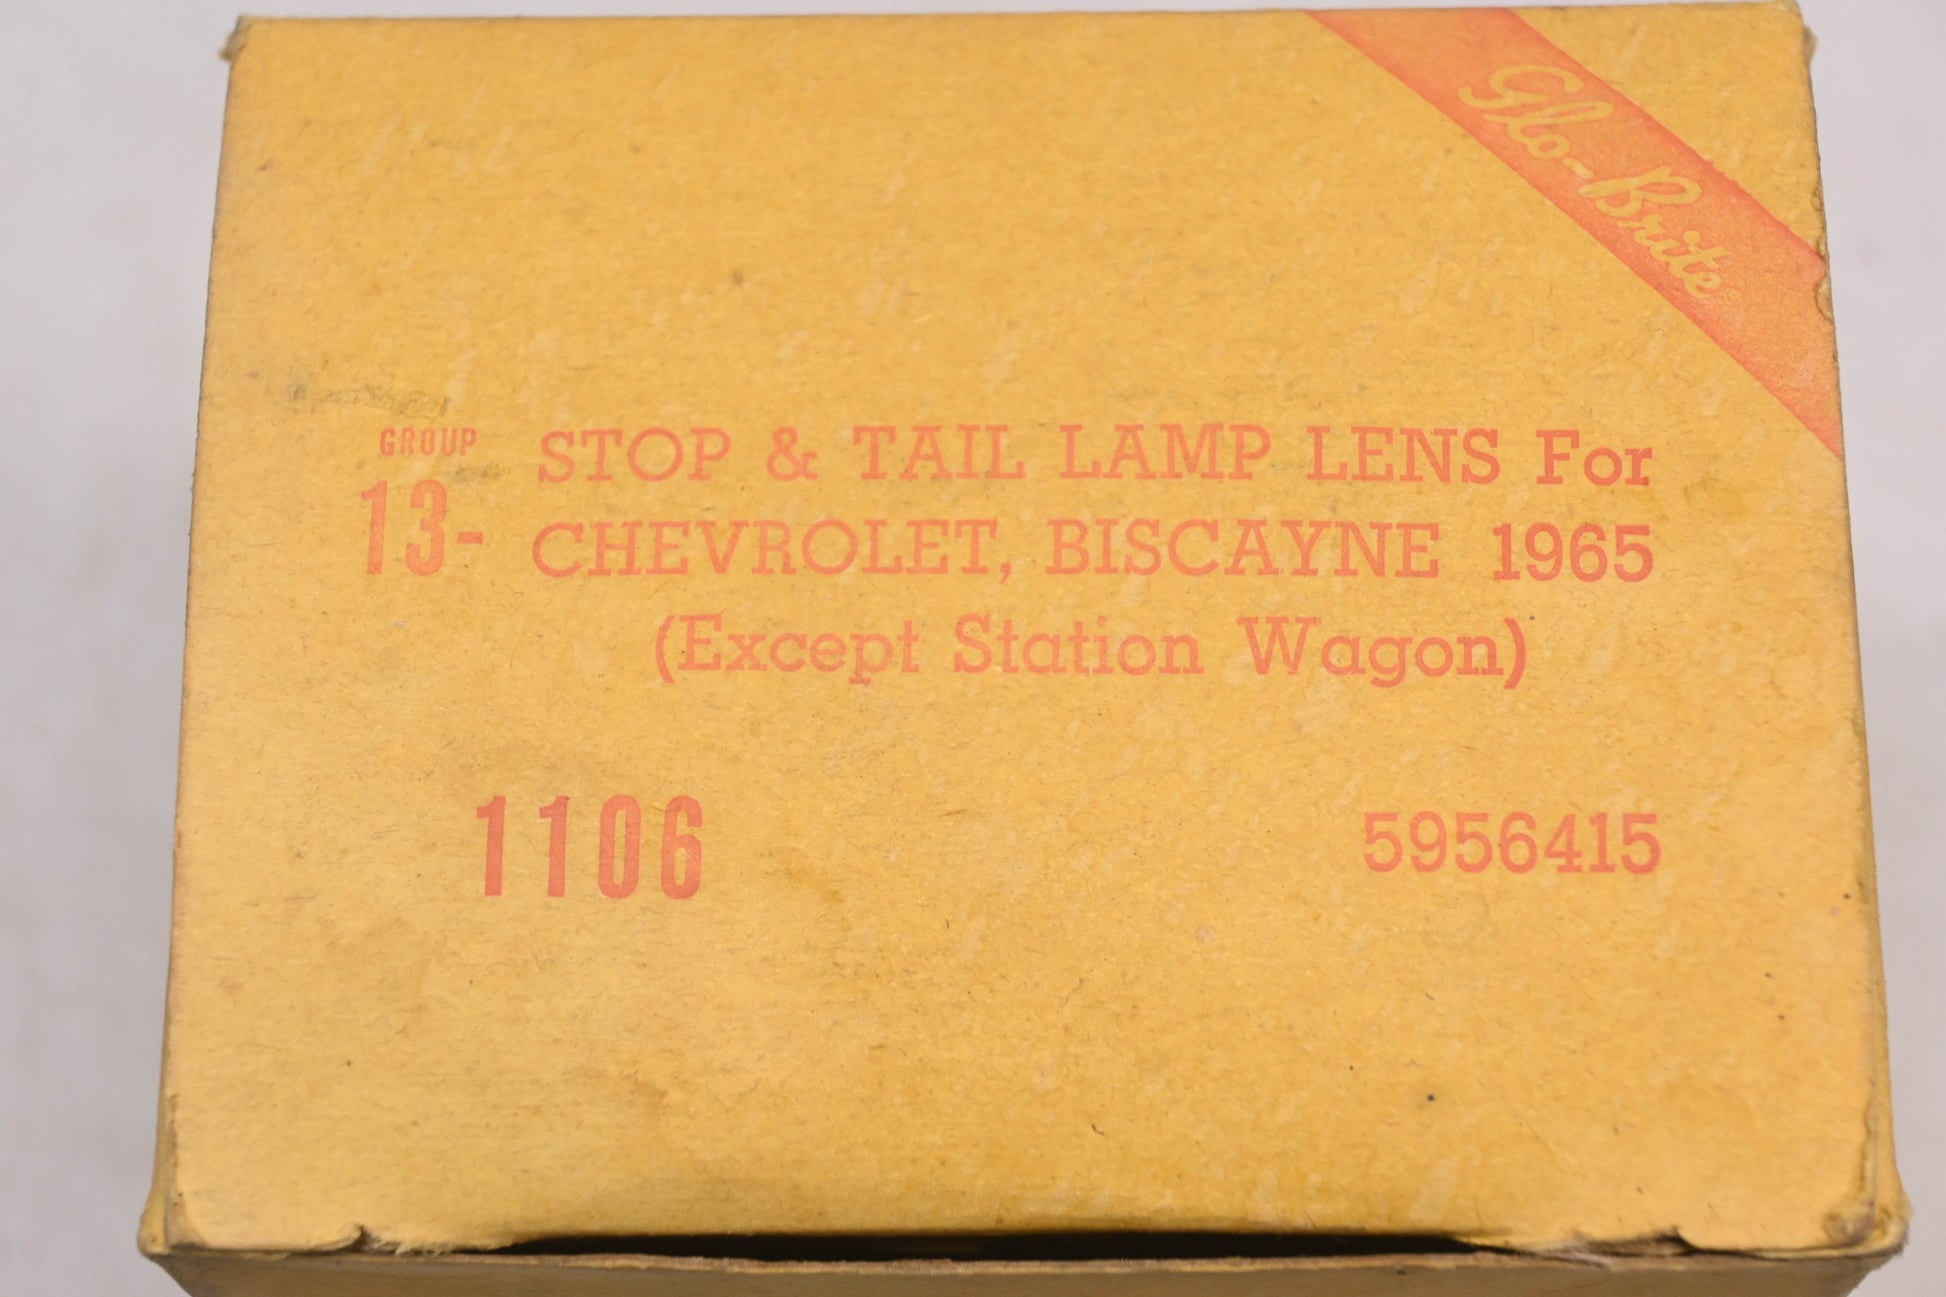 Glo-Brite®
GROUP
13-
STOP & TAIL LAMP LENS For
CHEVROLET, BISCAYNE 1965
(Except Station Wagon)
1106
5956415